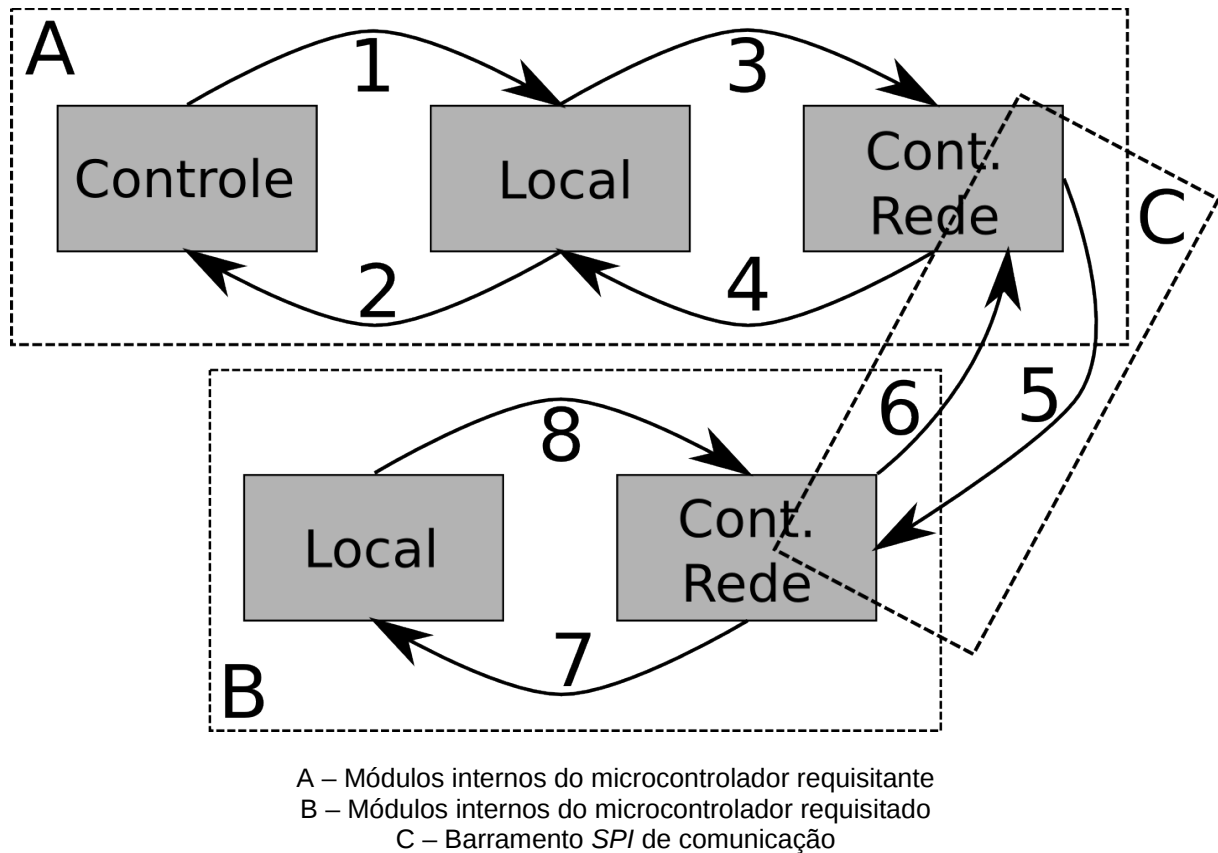 A
1
3
Controle
Local
Cont.
Rede
C
2
4
8
6
5
Local
Cont.
Rede
7
B
A – Módulos internos do microcontrolador requisitante
B – Módulos internos do microcontrolador requisitado
C – Barramento SPI de comunicação